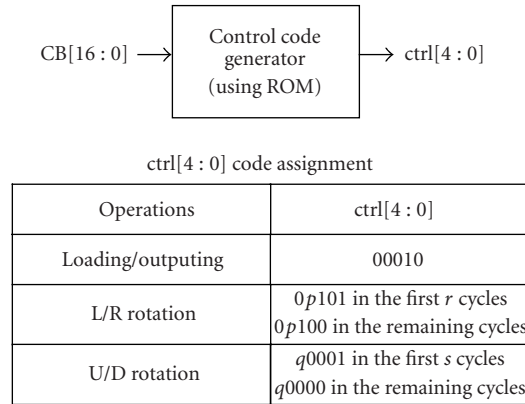 CB[16 : 0]
Control code
generator
(using ROM)
ctrl[4 : 0]
ctrl[4 : 0] code assignment
Operations
ctrl[4 : 0]
Loading/outputing
00010
L/R rotation
0p101 in the first r cycles
0p100 in the remaining cycles
U/D rotation
q0001 in the first s cycles
q0000 in the remaining cycles